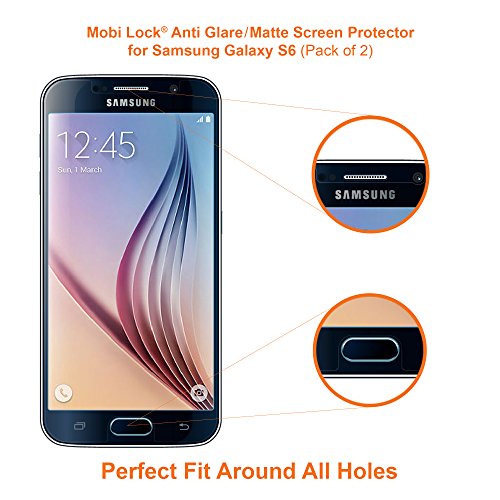 Mobi Lock® Anti Glare/Matte Screen Protector
for Samsung Galaxy S6 (Pack of 2)
SAMSUNG
12:45
Sun, 1 March
SAMSUNG
Perfect Fit Around All Holes